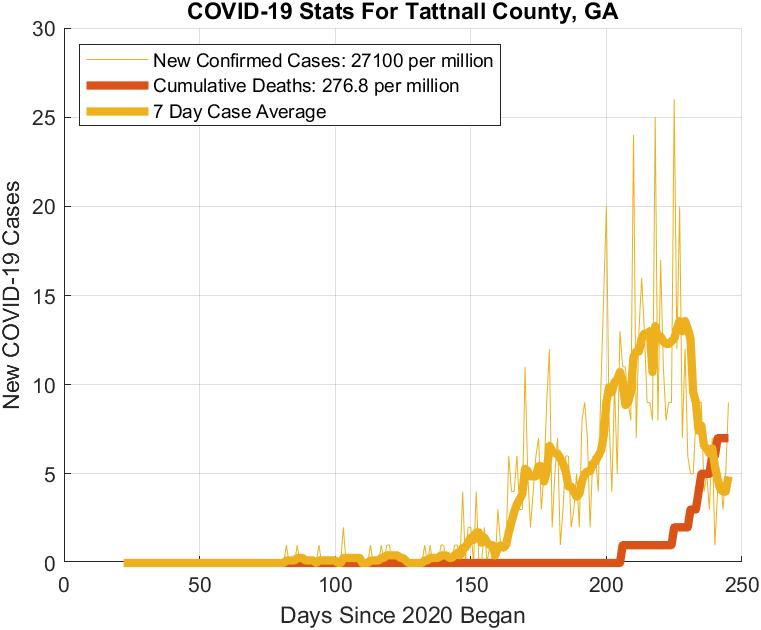 COVID-19 Stats For Tattnall County, GA
New Confirmed Cases: 27100 per million
Cumulative Deaths: 276.8 per million
7 Day Case Average
New COVID-19 Cases
30
25
20
15
10
5
0
0 50 100 150 200 250
Days Since 2020 Began